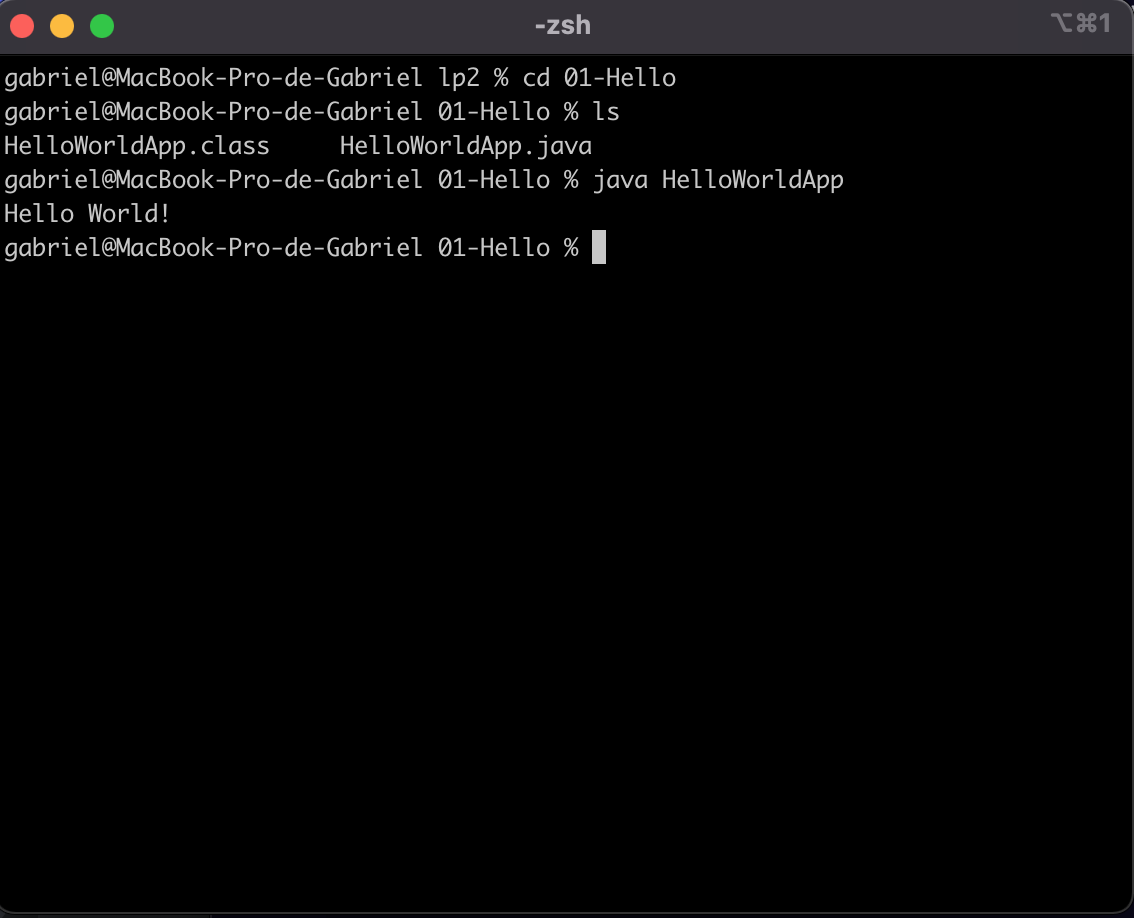 -zsh ⌥⌘1
gabriel@MacBook-Pro-de-Gabriel lp2 % cd 01-Hello
gabriel@MacBook-Pro-de-Gabriel 01-Hello % ls
HelloWorldApp.class     HelloWorldApp.java
gabriel@MacBook-Pro-de-Gabriel 01-Hello % java HelloWorldApp
Hello World!
gabriel@MacBook-Pro-de-Gabriel 01-Hello %